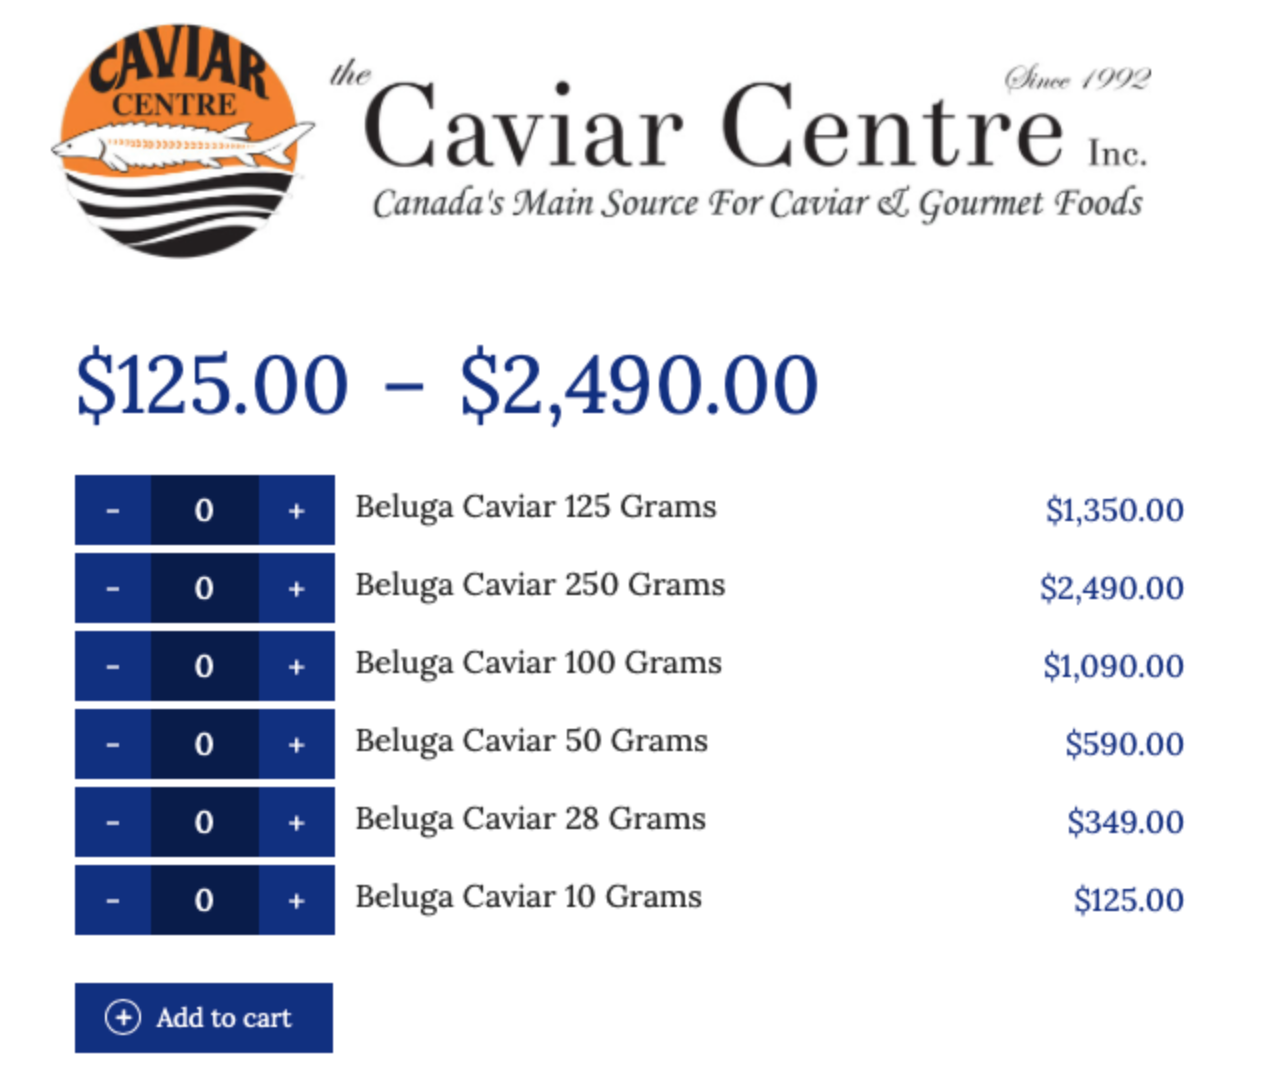 CAVIAR
CENTRE
the Caviar Centre Inc.
Since 1992
Canada's Main Source For Caviar & Gourmet Foods
$125.00 – $2,490.00
- 0 + Beluga Caviar 125 Grams $1,350.00
- 0 + Beluga Caviar 250 Grams $2,490.00
- 0 + Beluga Caviar 100 Grams $1,090.00
- 0 + Beluga Caviar 50 Grams $590.00
- 0 + Beluga Caviar 28 Grams $349.00
- 0 + Beluga Caviar 10 Grams $125.00
+ Add to cart